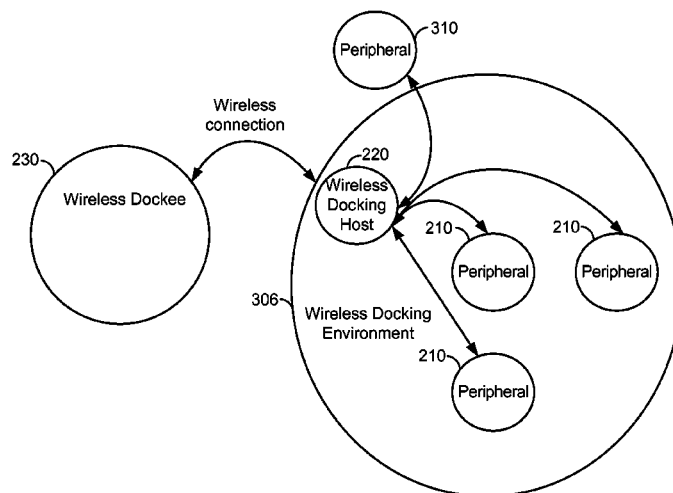 Peripheral
310
Wireless
connection
230
220
Wireless Dockee
Wireless
Docking
Host
210
210
Peripheral
Peripheral
306
Wireless Docking
Environment
210
Peripheral